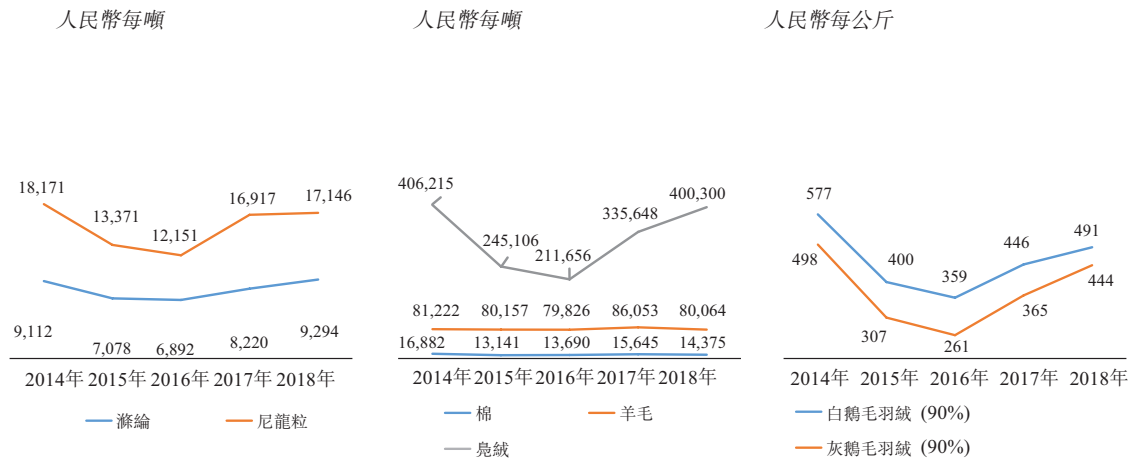 人民幣每噸
人民幣每噸
人民幣每公斤
18,171
13,371
12,151
16,917
17,146
9,112
7,078
6,892
8,220
9,294
2014年 2015年 2016年 2017年 2018年
滌綸 尼龍粒
406,215
245,106
211,656
335,648
400,300
81,222 80,157 79,826 86,053 80,064
16,882 13,141 13,690 15,645 14,375
2014年 2015年 2016年 2017年 2018年
棉 羊毛
凫絨
577
400
359
446
491
498
307
261
365
444
2014年 2015年 2016年 2017年 2018年
白鵝毛羽絨 (90%)
灰鵝毛羽絨 (90%)